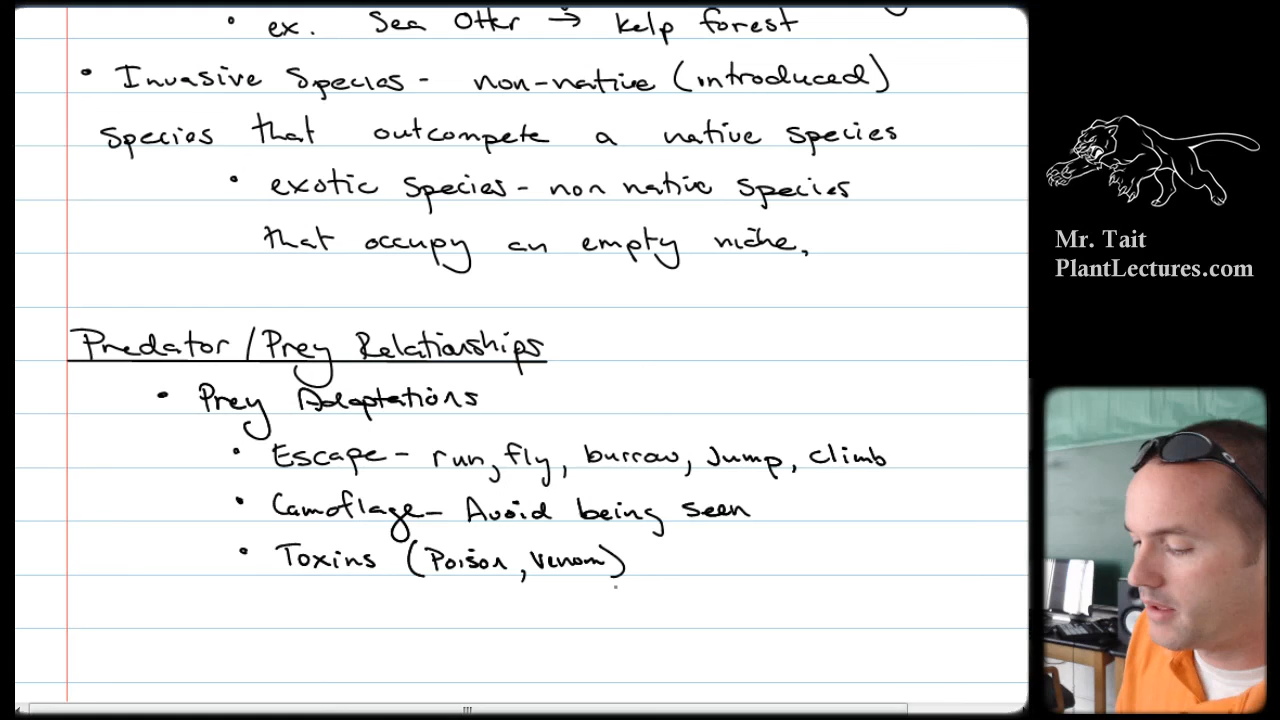 • ex. Sea Otter → kelp forest
• Invasive Species - non-native (introduced)
species that outcompete a native species
• exotic species - non native species
that occupy an empty niche.
Predator / Prey Relationships
• Prey Adaptations
• Escape - run, fly, burrow, Jump, climb
• Camoflage - Avoid being seen
• Toxins (Poison, venom)
Mr. Tait
PlantLectures.com